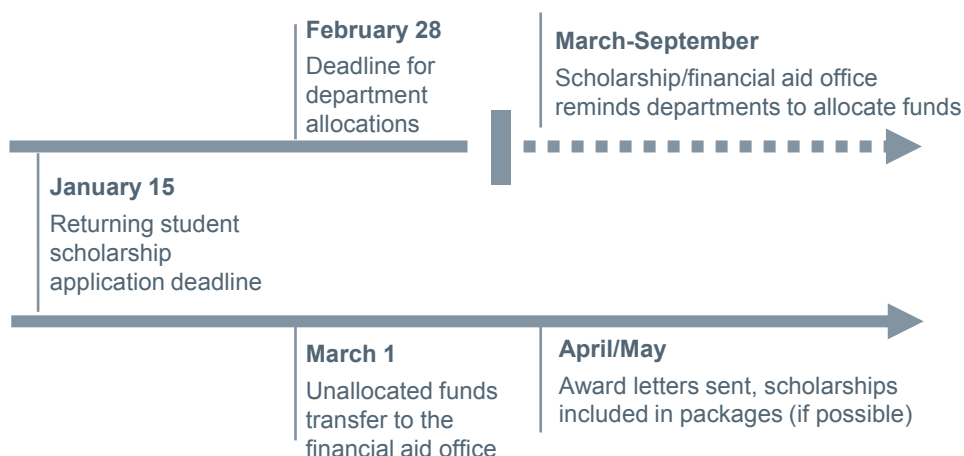 February 28
Deadline for
department
allocations
March-September
Scholarship/financial aid office
reminds departments to allocate funds
January 15
Returning student
scholarship
application deadline
March 1
Unallocated funds
transfer to the
financial aid office
April/May
Award letters sent, scholarships
included in packages (if possible)